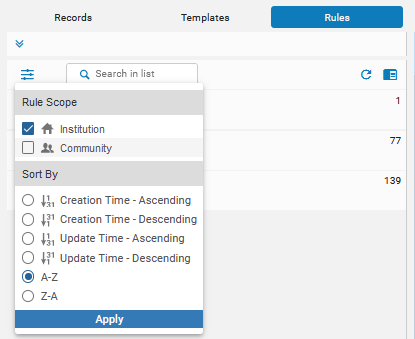 Records Templates Rules
Search in list
Rule Scope 1
Institution
Community 77
Sort By 139
Creation Time - Ascending
Creation Time - Descending
Update Time - Ascending
Update Time - Descending
A-Z
Z-A
Apply